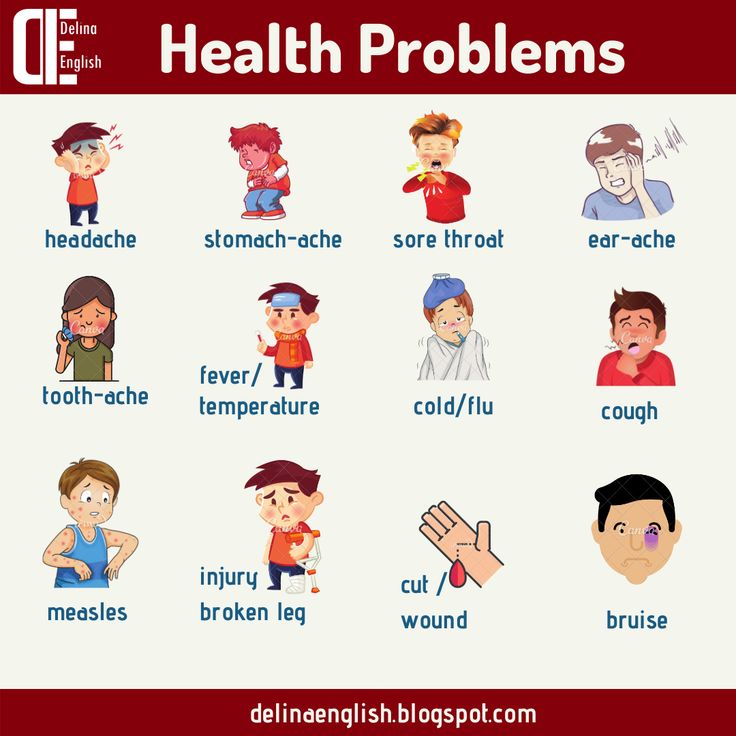 Delina
English
Health Problems
headache
stomach-ache
sore throat
ear-ache
tooth-ache
fever/
temperature
cold/flu
cough
measles
injury
broken leg
cut /
wound
bruise
delinaenglish.blogspot.com